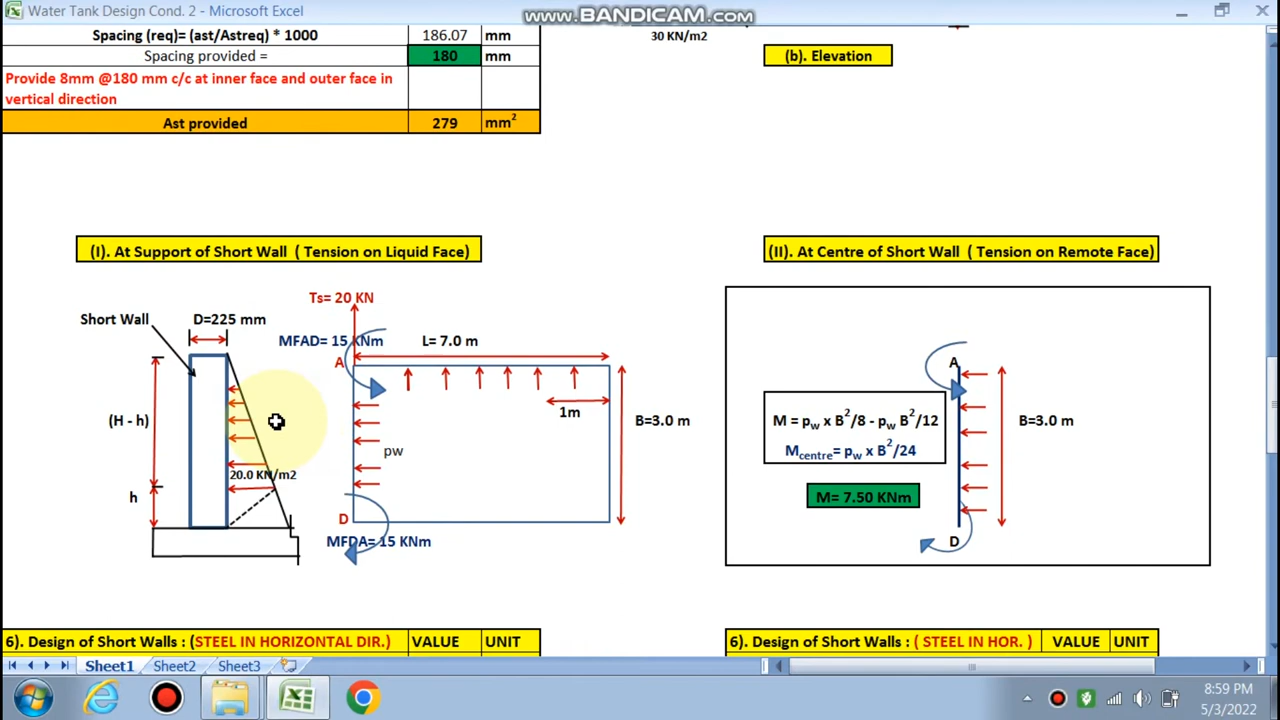 Water Tank Design Cond. 2 - Microsoft Excel
www.BANDICAM.com
Spacing (req)= (ast/Astreq) * 1000 186.07 mm
30 KN/m2
Spacing provided = 180 mm
(b). Elevation
Provide 8mm @180 mm c/c at inner face and outer face in
vertical direction
Ast provided 279 mm²
(I). At Support of Short Wall ( Tension on Liquid Face)
(II). At Centre of Short Wall ( Tension on Remote Face)
Ts= 20 KN
Short Wall
D=225 mm
MFAD= 15 KNm
L= 7.0 m
A
A
1m
(H - h)
B=3.0 m
M = pw x B²/8 - pw B²/12
B=3.0 m
pw
Mcentre= pw x B²/24
20.0 KN/m2
h
M= 7.50 KNm
D
MFDA= 15 KNm
D
6). Design of Short Walls : (STEEL IN HORIZONTAL DIR.) VALUE UNIT
6). Design of Short Walls : ( STEEL IN HOR. ) VALUE UNIT
Sheet1 Sheet2 Sheet3
8:59 PM
5/3/2022